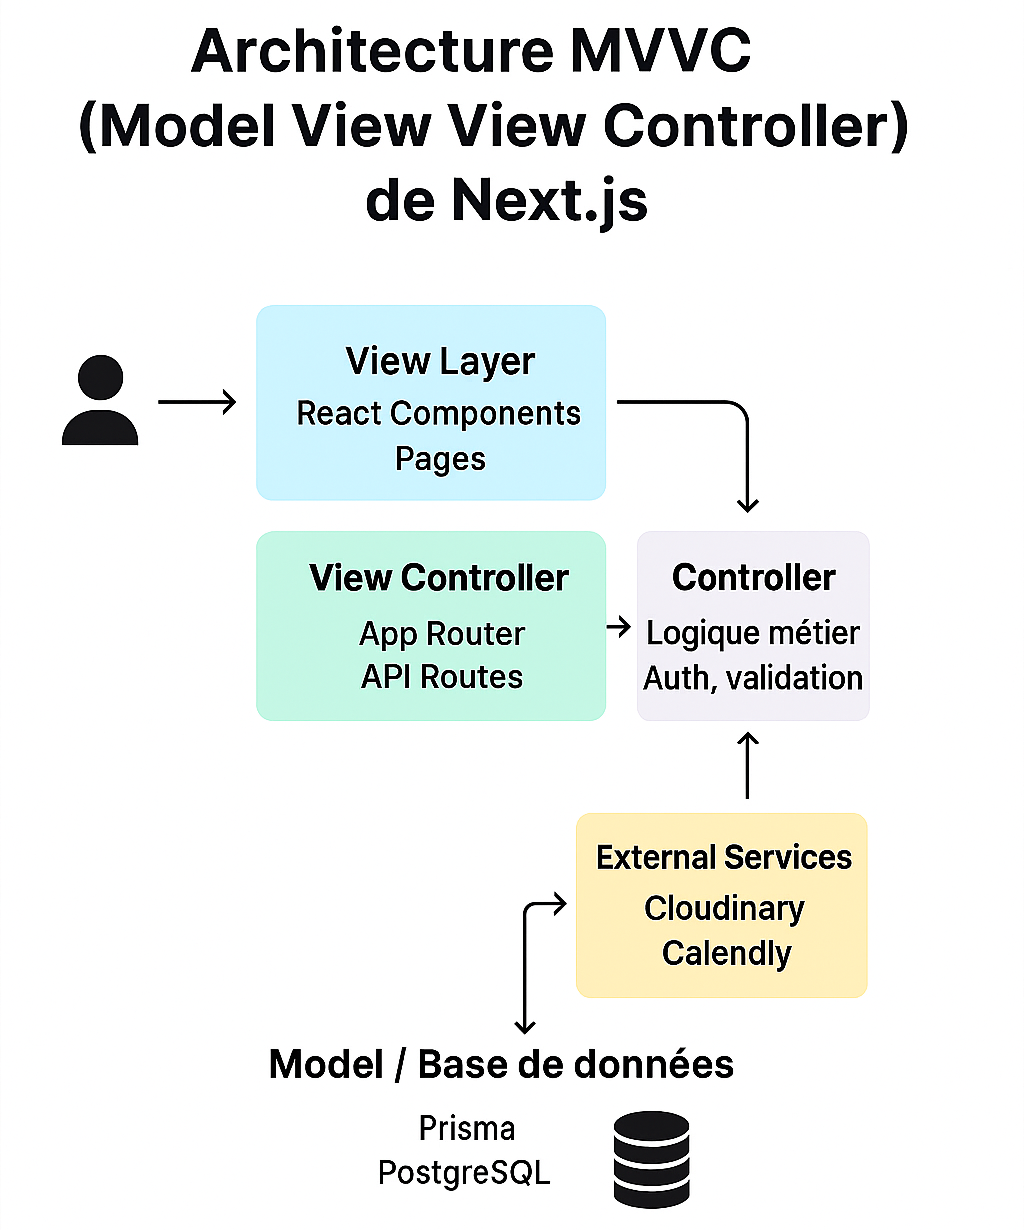 Architecture MVVC
(Model View View Controller)
de Next.js
View Layer
React Components
Pages
View Controller
App Router
API Routes
Controller
Logique métier
Auth, validation
External Services
Cloudinary
Calendly
Model / Base de données
Prisma
PostgreSQL